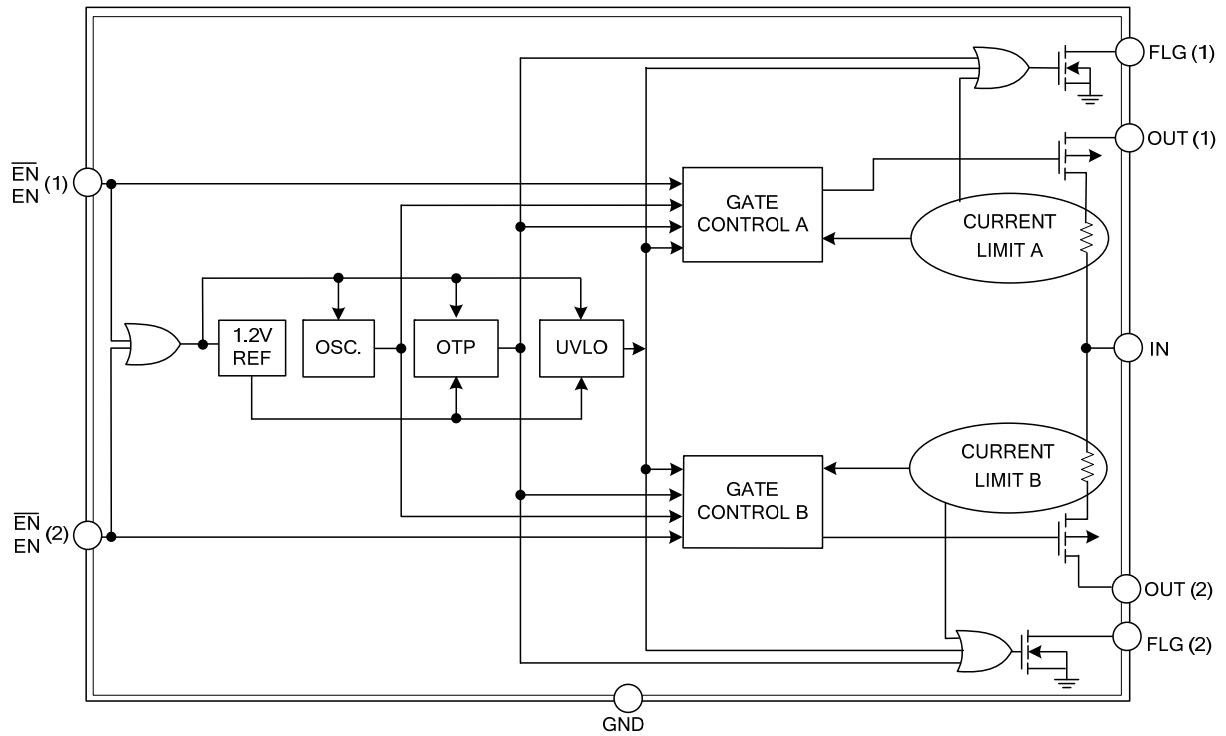 FLG (1)
OUT (1)
EN (1)
EN
GATE
CONTROL A
CURRENT
LIMIT A
1.2V
REF
OSC.
OTP
UVLO
IN
CURRENT
LIMIT B
GATE
CONTROL B
EN (2)
EN
OUT (2)
FLG (2)
GND